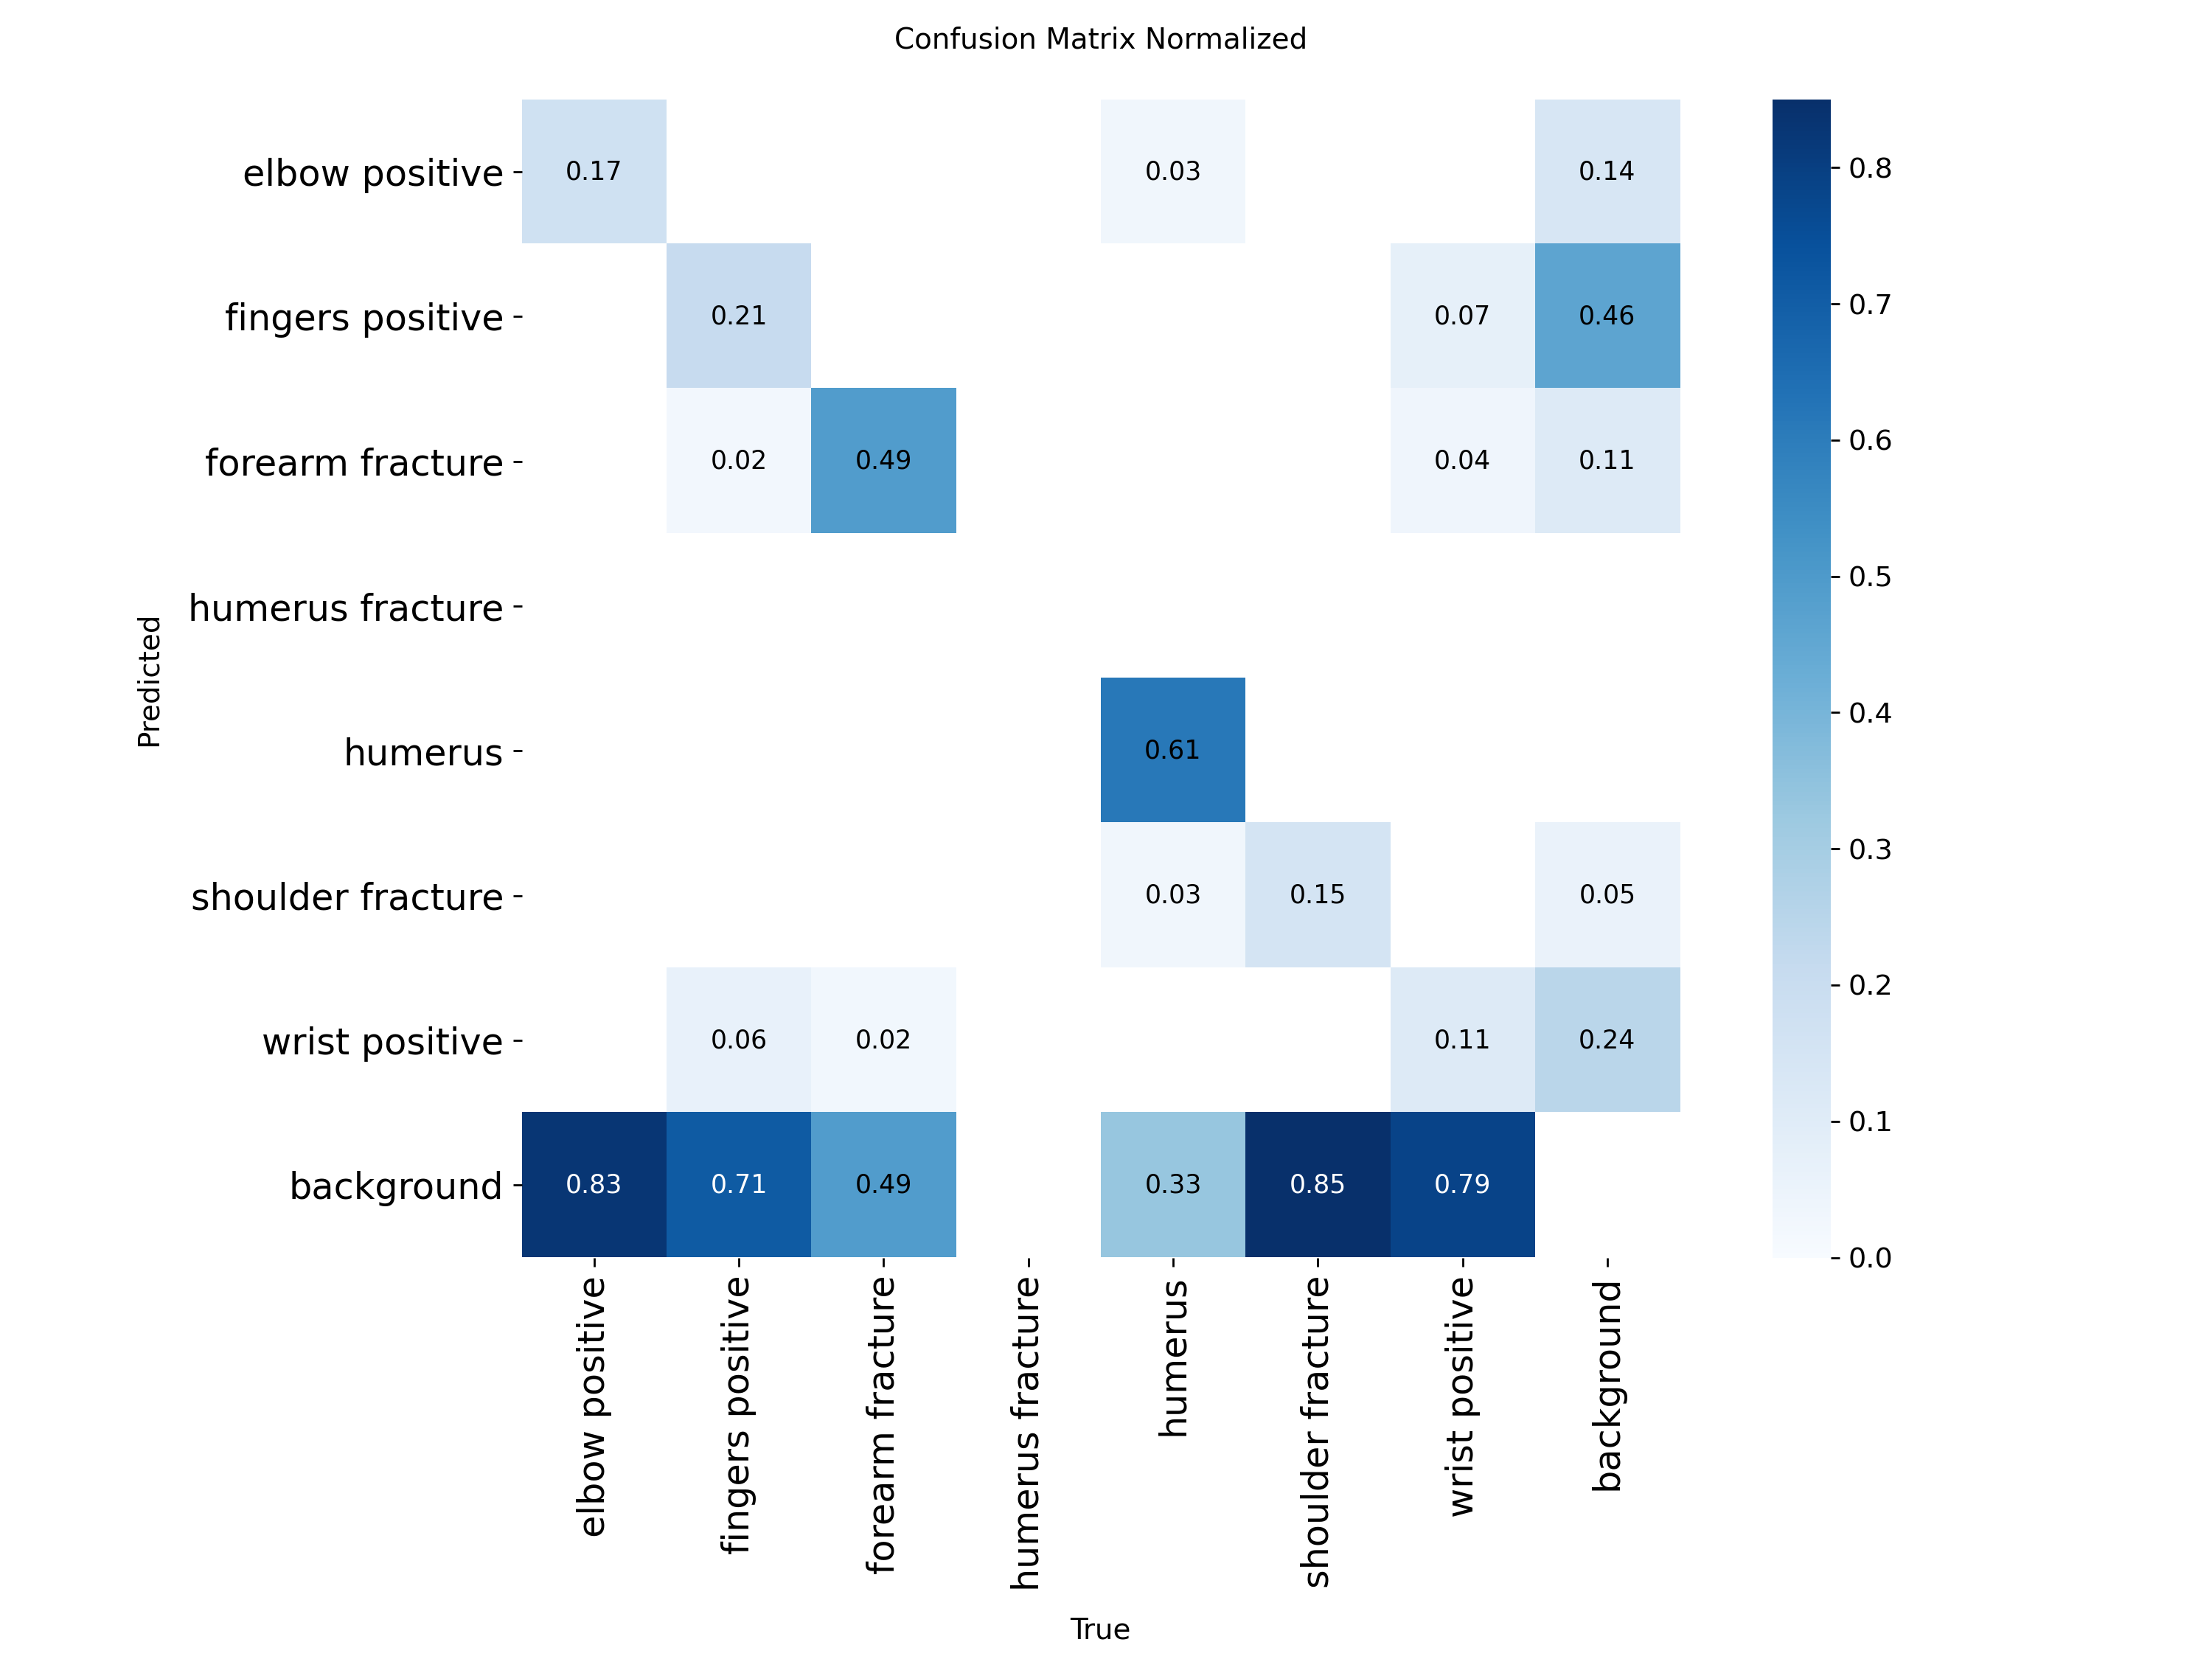 Confusion Matrix Normalized
Predicted
elbow positive
0.17
0.03
0.14
fingers positive
0.21
0.07
0.46
forearm fracture
0.02
0.49
0.04
0.11
humerus fracture
humerus
0.61
shoulder fracture
0.03
0.15
0.05
wrist positive
0.06
0.02
0.11
0.24
background
0.83
0.71
0.49
0.33
0.85
0.79
elbow positive
fingers positive
forearm fracture
humerus fracture
humerus
shoulder fracture
wrist positive
background
True
0.8
0.7
0.6
0.5
0.4
0.3
0.2
0.1
0.0